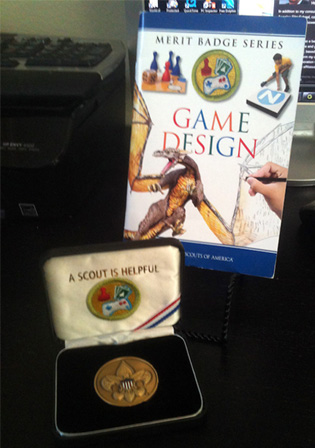 MERIT BADGE SERIES
GAME
DESIGN
SCOUTS OF AMERICA
A SCOUT IS HELPFUL